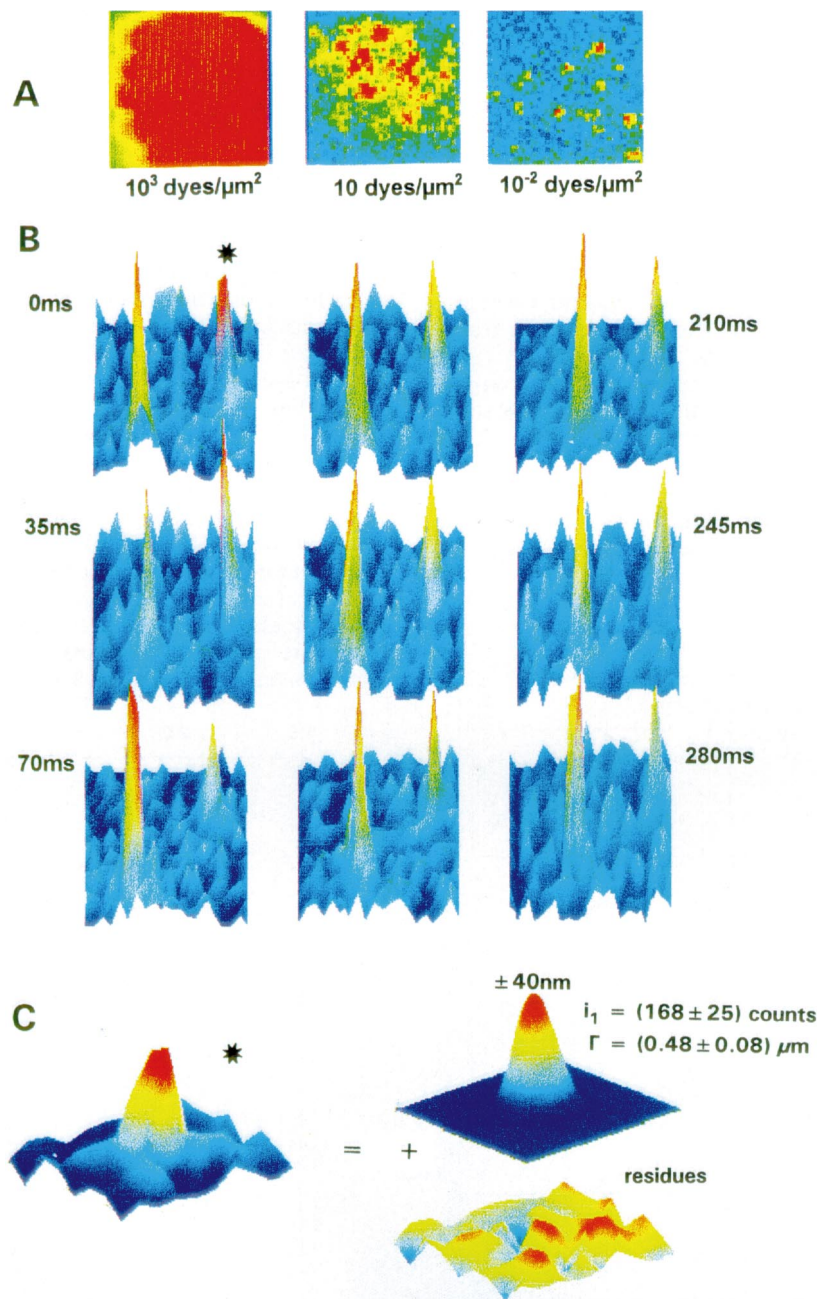 A
10³ dyes/µm²
10 dyes/µm²
10⁻² dyes/µm²
B
✷
0ms
210ms
35ms
245ms
70ms
280ms
C
✷
± 40nm
i₁ = (168 ± 25) counts
Γ = (0.48 ± 0.08) µm
= +
residues